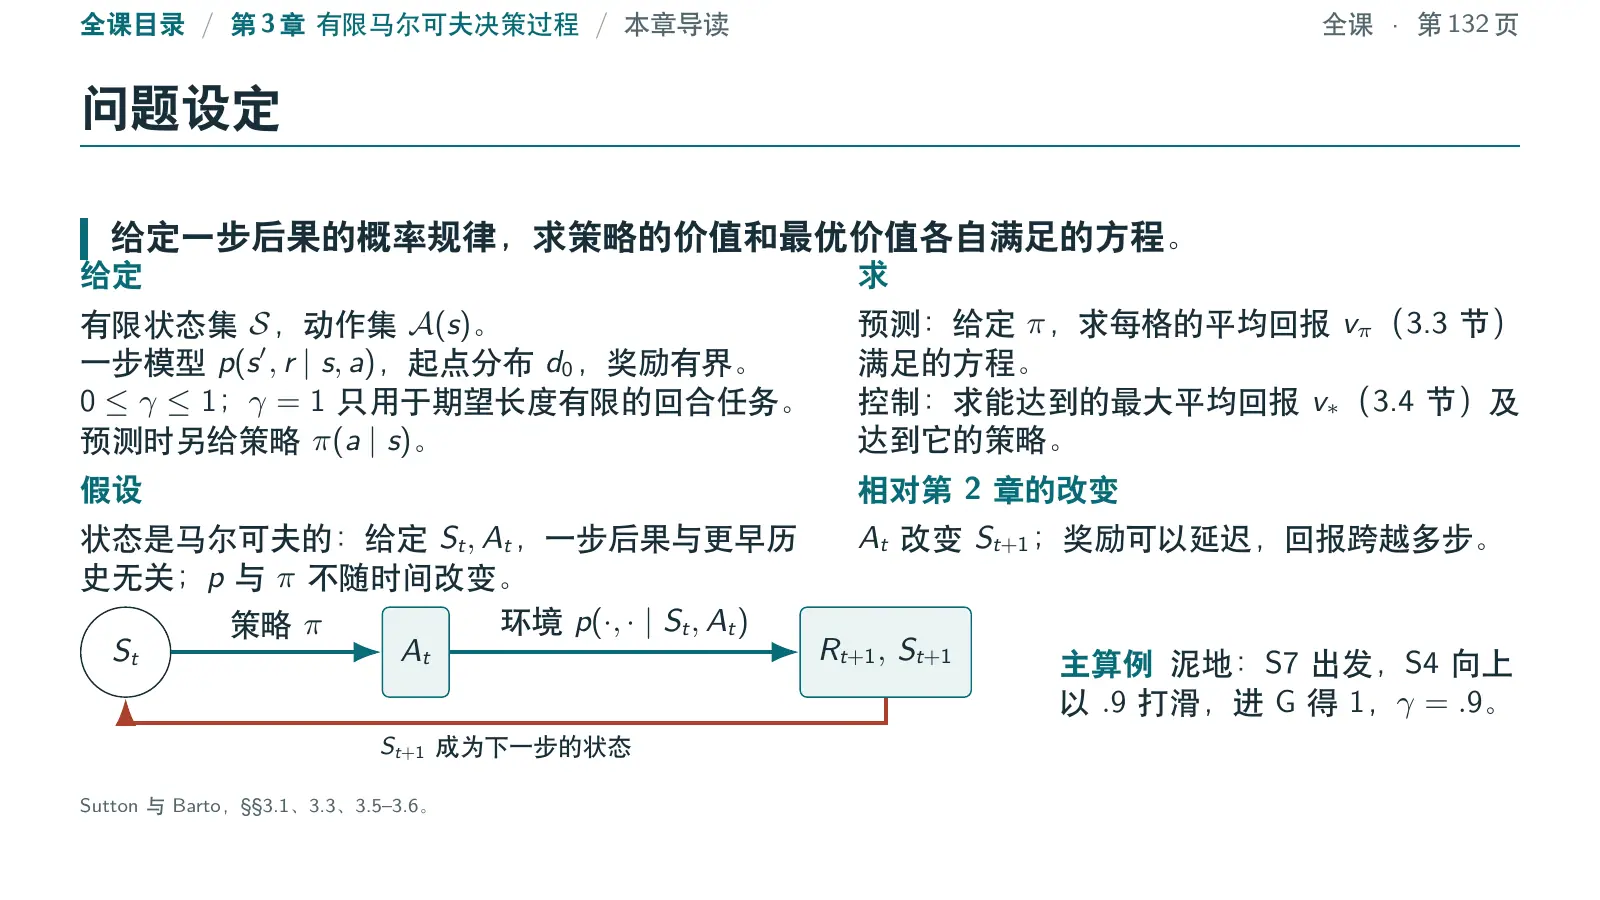 全课目录 / 第 3 章 有限马尔可夫决策过程 / 本章导读
全课 · 第 132 页
问题设定
给定一步后果的概率规律，求策略的价值和最优价值各自满足的方程。
给定
有限状态集 𝒮，动作集 𝒜(s)。
一步模型 p(s′, r | s, a)，起点分布 d₀，奖励有界。
0 ≤ γ ≤ 1；γ = 1 只用于期望长度有限的回合任务。
预测时另给策略 π(a | s)。
求
预测：给定 π，求每格的平均回报 v_π（3.3 节）
满足的方程。
控制：求能达到的最大平均回报 v_*（3.4 节）及
达到它的策略。
假设
状态是马尔可夫的：给定 S_t, A_t，一步后果与更早历
史无关；p 与 π 不随时间改变。
相对第 2 章的改变
A_t 改变 S_{t+1}；奖励可以延迟，回报跨越多步。
S_t
策略 π
A_t
环境 p(·, · | S_t, A_t)
R_{t+1}, S_{t+1}
S_{t+1} 成为下一步的状态
主算例 泥地：S7 出发，S4 向上
以 .9 打滑，进 G 得 1，γ = .9。
Sutton 与 Barto，§§3.1、3.3、3.5–3.6。